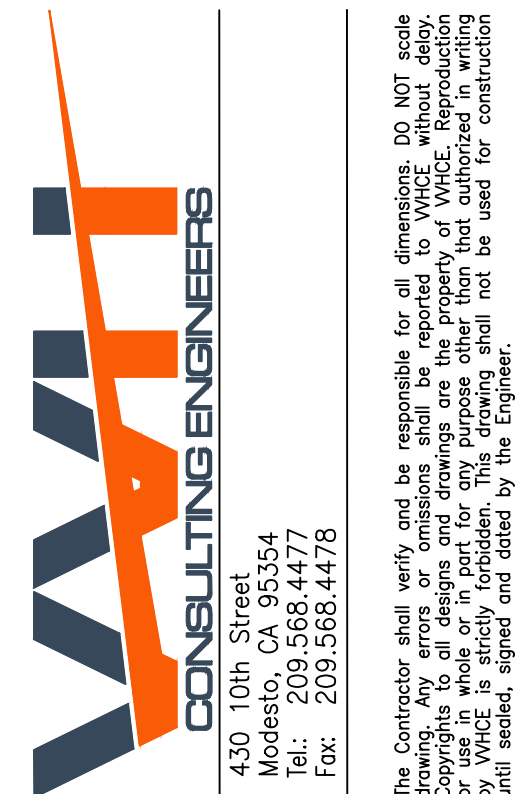 WH
CONSULTING ENGINEERS
430 10th Street
Modesto, CA 95354
Tel.: 209.568.4477
Fax: 209.568.4478
The Contractor shall verify and be responsible for all dimensions. DO NOT scale
drawing. Any errors or omissions shall be reported to WHCE without delay.
Copyrights to all designs and drawings are the property of WHCE. Reproduction
or use in whole or in part for any purpose other than that authorized in writing
by WHCE is strictly forbidden. This drawing shall not be used for construction
until sealed, signed and dated by the Engineer.